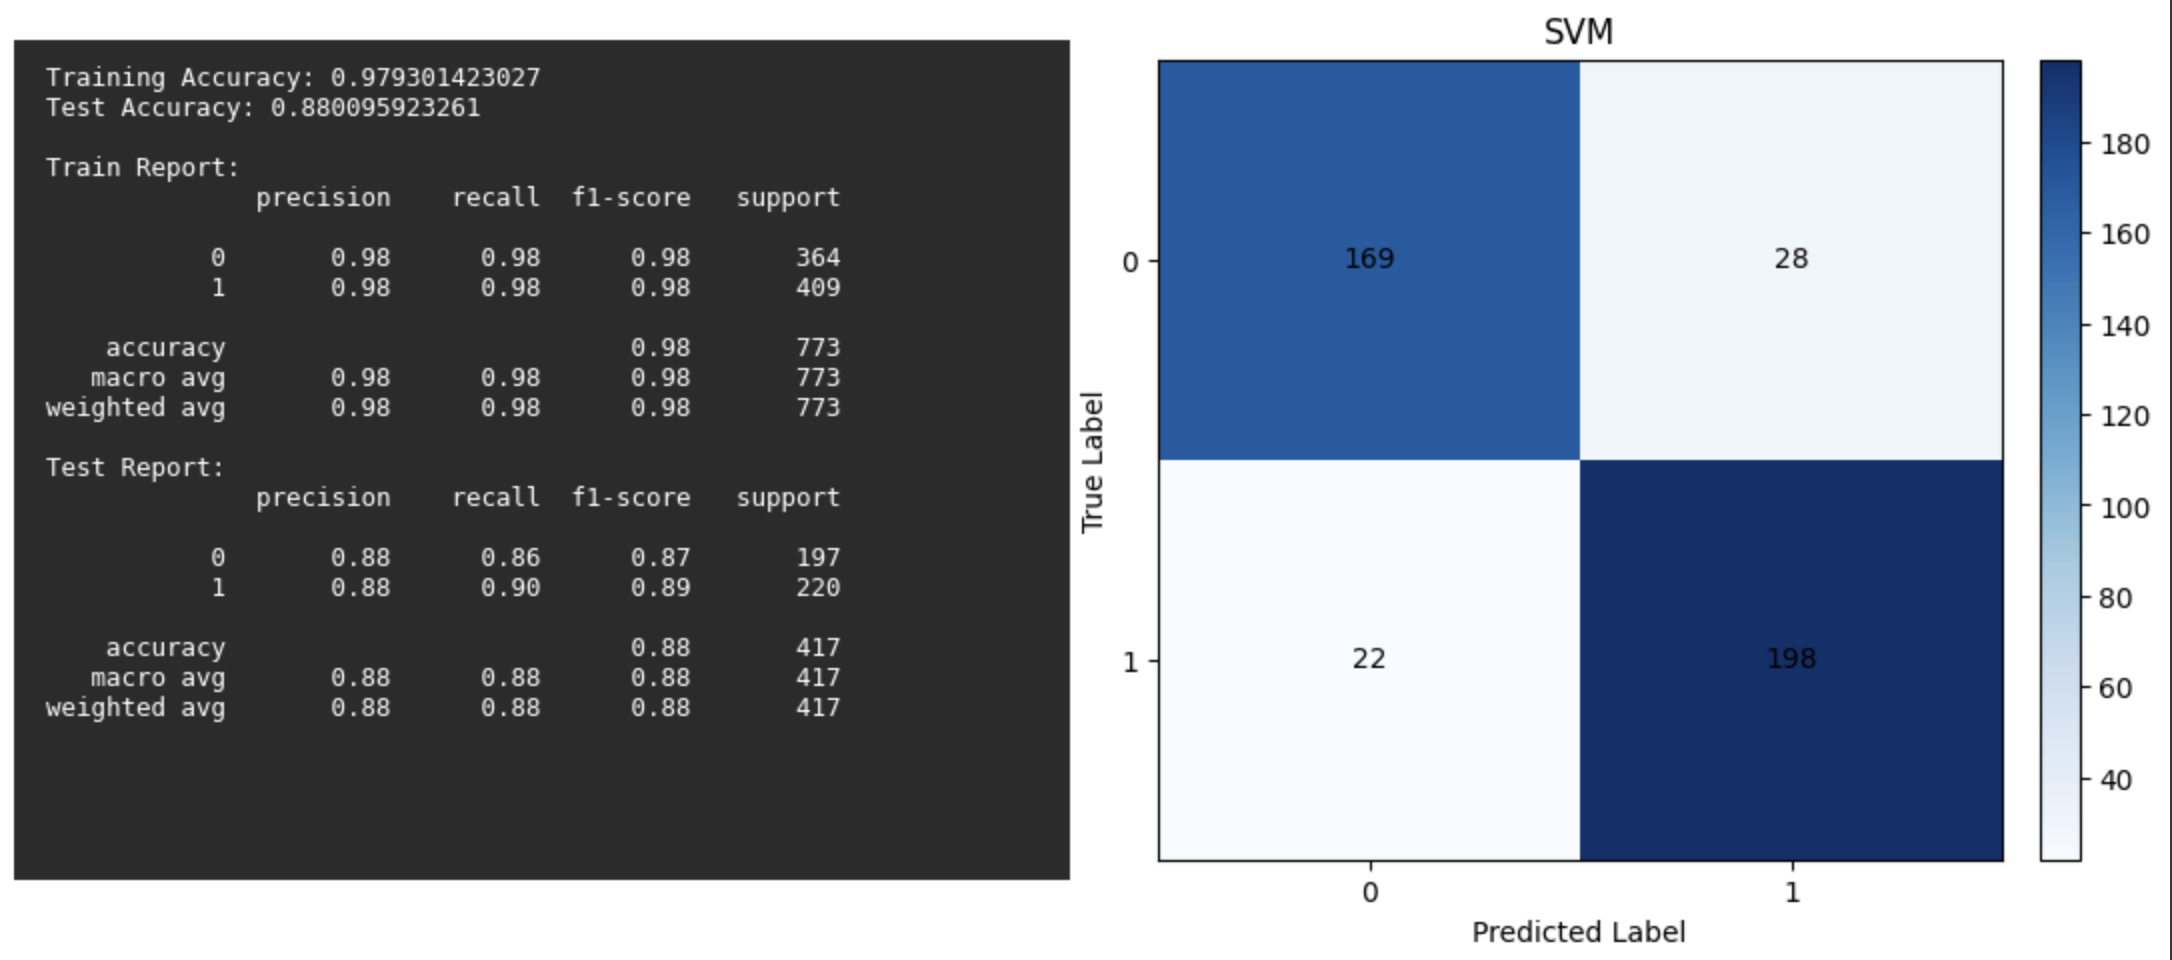 Training Accuracy: 0.979301423027
Test Accuracy: 0.880095923261
Train Report:
precision recall f1-score support
0 0.98 0.98 0.98 364
1 0.98 0.98 0.98 409
accuracy 0.98 773
macro avg 0.98 0.98 0.98 773
weighted avg 0.98 0.98 0.98 773
Test Report:
precision recall f1-score support
0 0.88 0.86 0.87 197
1 0.88 0.90 0.89 220
accuracy 0.88 417
macro avg 0.88 0.88 0.88 417
weighted avg 0.88 0.88 0.88 417
SVM
True Label
0
1
169 28
22 198
0 1
Predicted Label
180
160
140
120
100
80
60
40